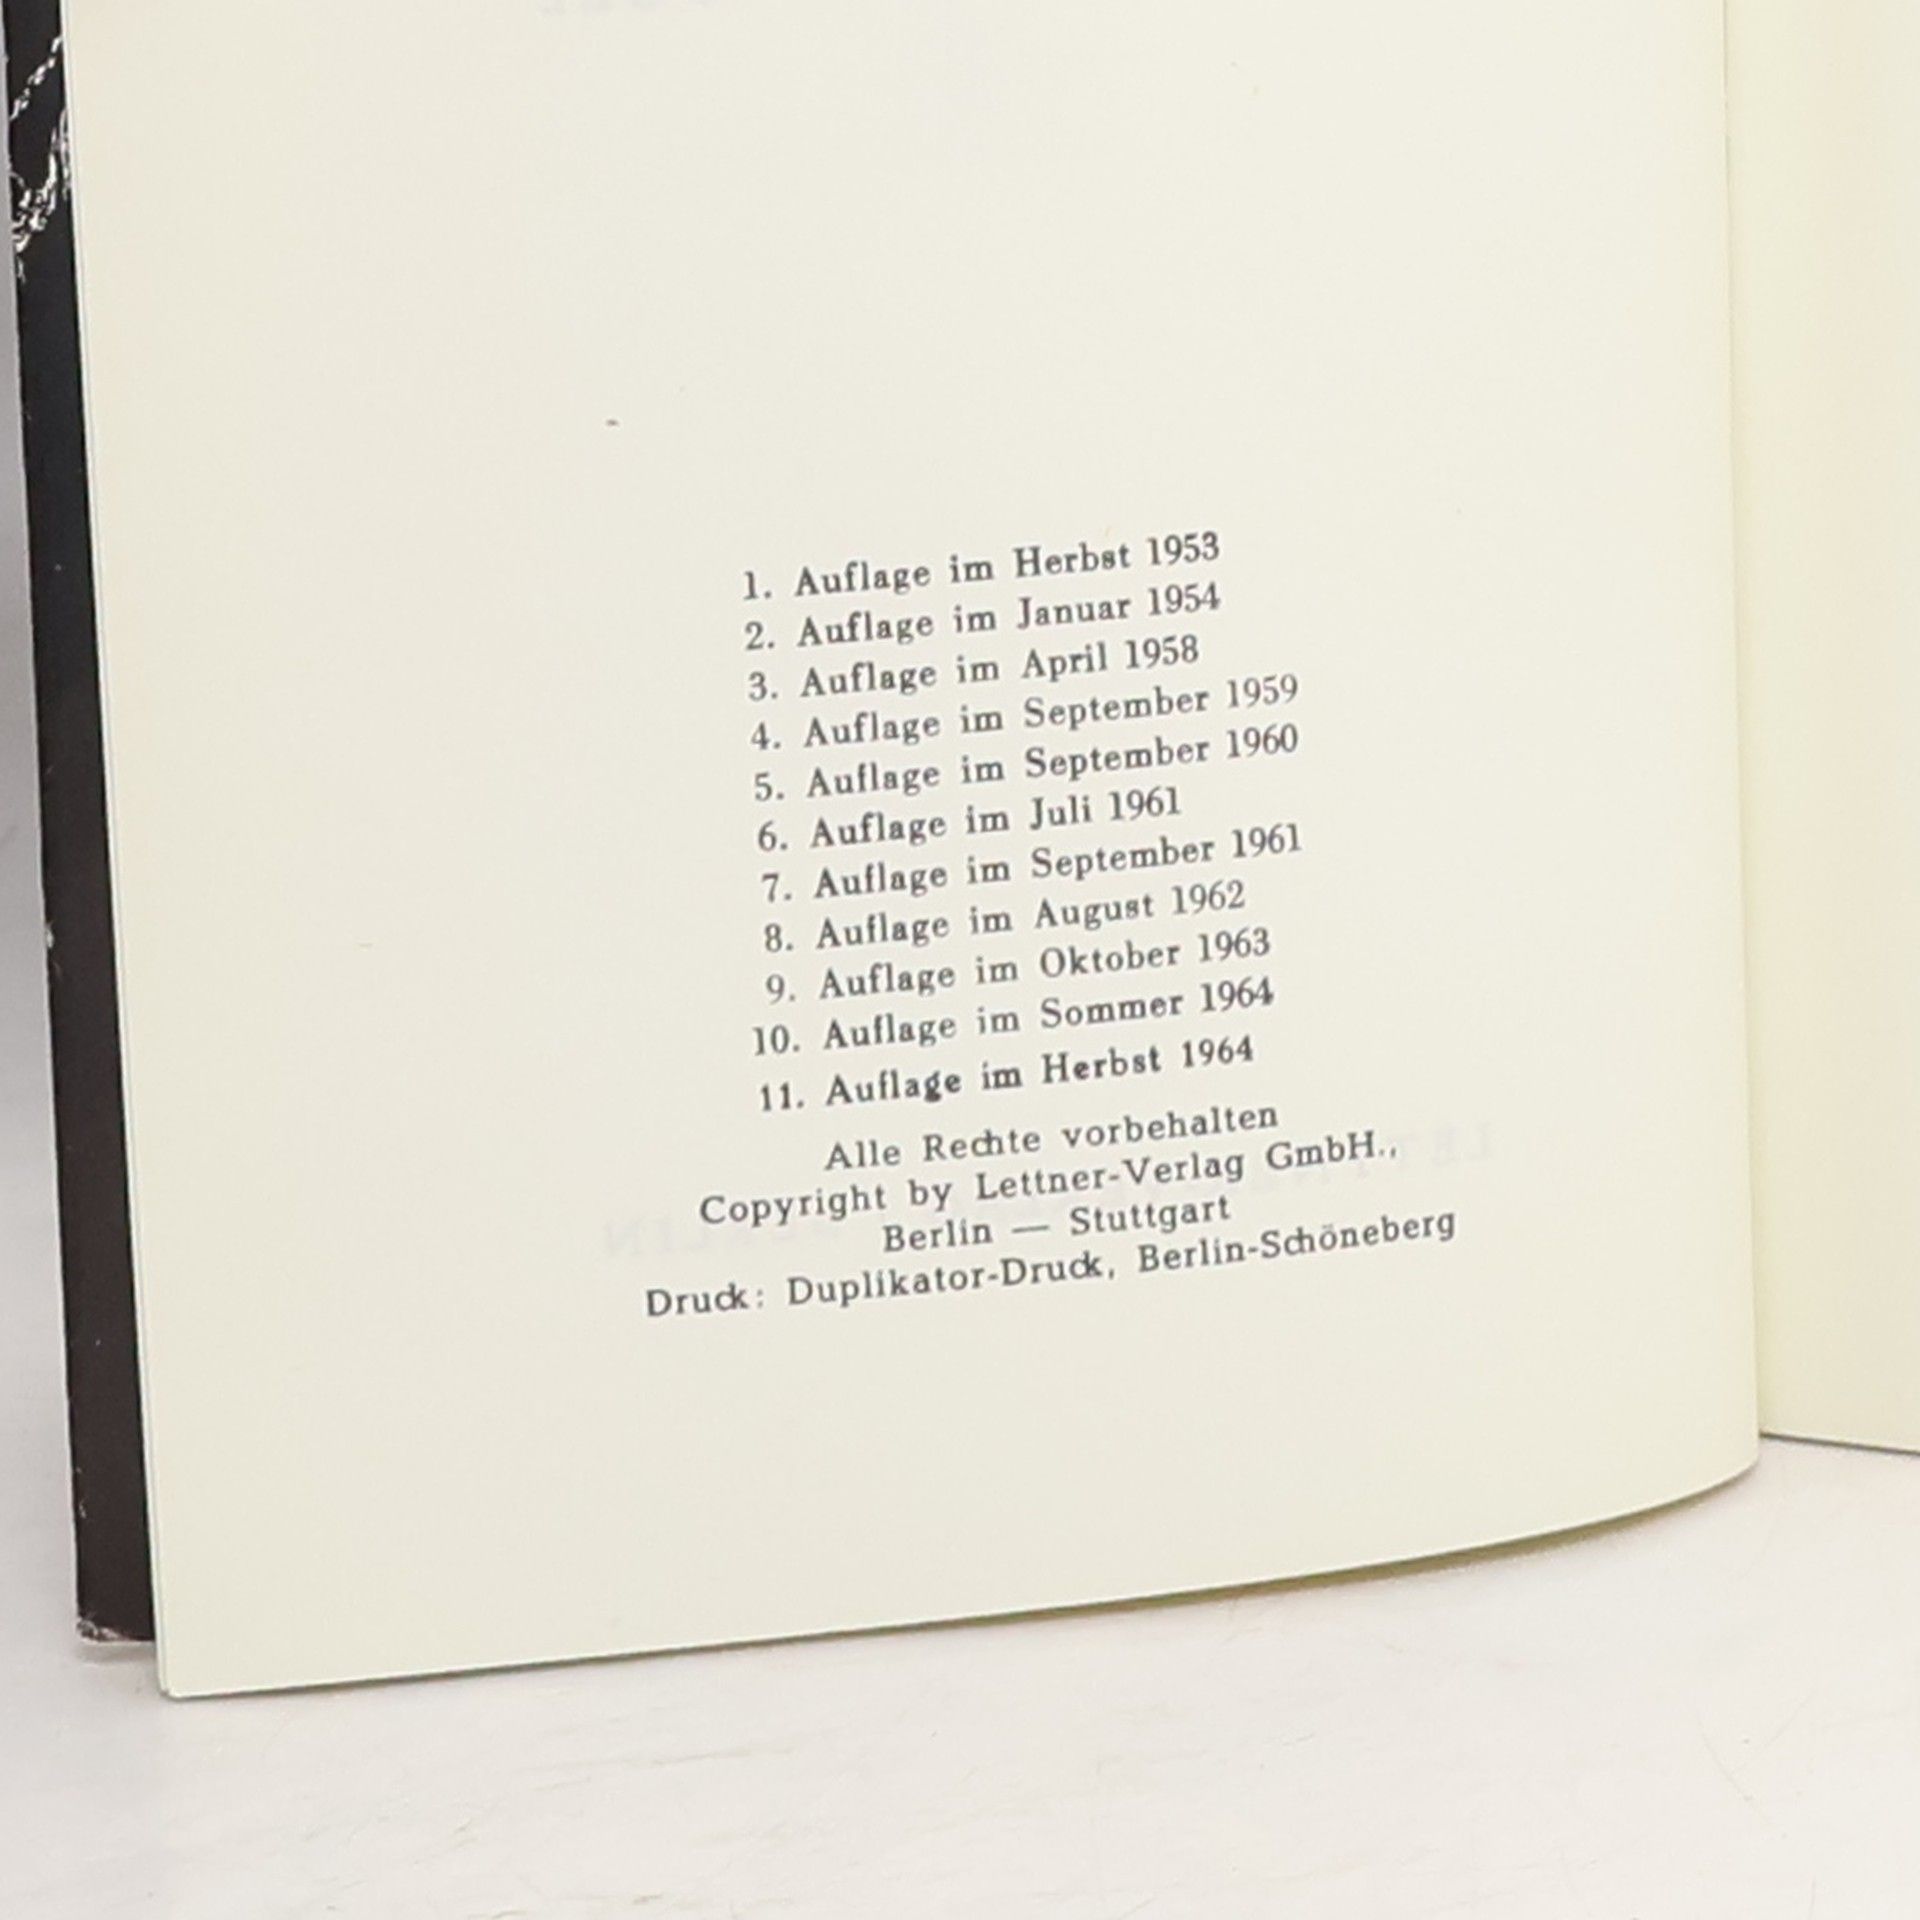 1. Auflage im Herbst 1953
2. Auflage im Januar 1954
3. Auflage im April 1958
4. Auflage im September 1959
5. Auflage im September 1960
6. Auflage im Juli 1961
7. Auflage im September 1961
8. Auflage im August 1962
9. Auflage im Oktober 1963
10. Auflage im Sommer 1964
11. Auflage im Herbst 1964
Alle Rechte vorbehalten
Copyright by Lettner-Verlag GmbH.,
Berlin — Stuttgart
Druck: Duplikator-Druck, Berlin-Schöneberg